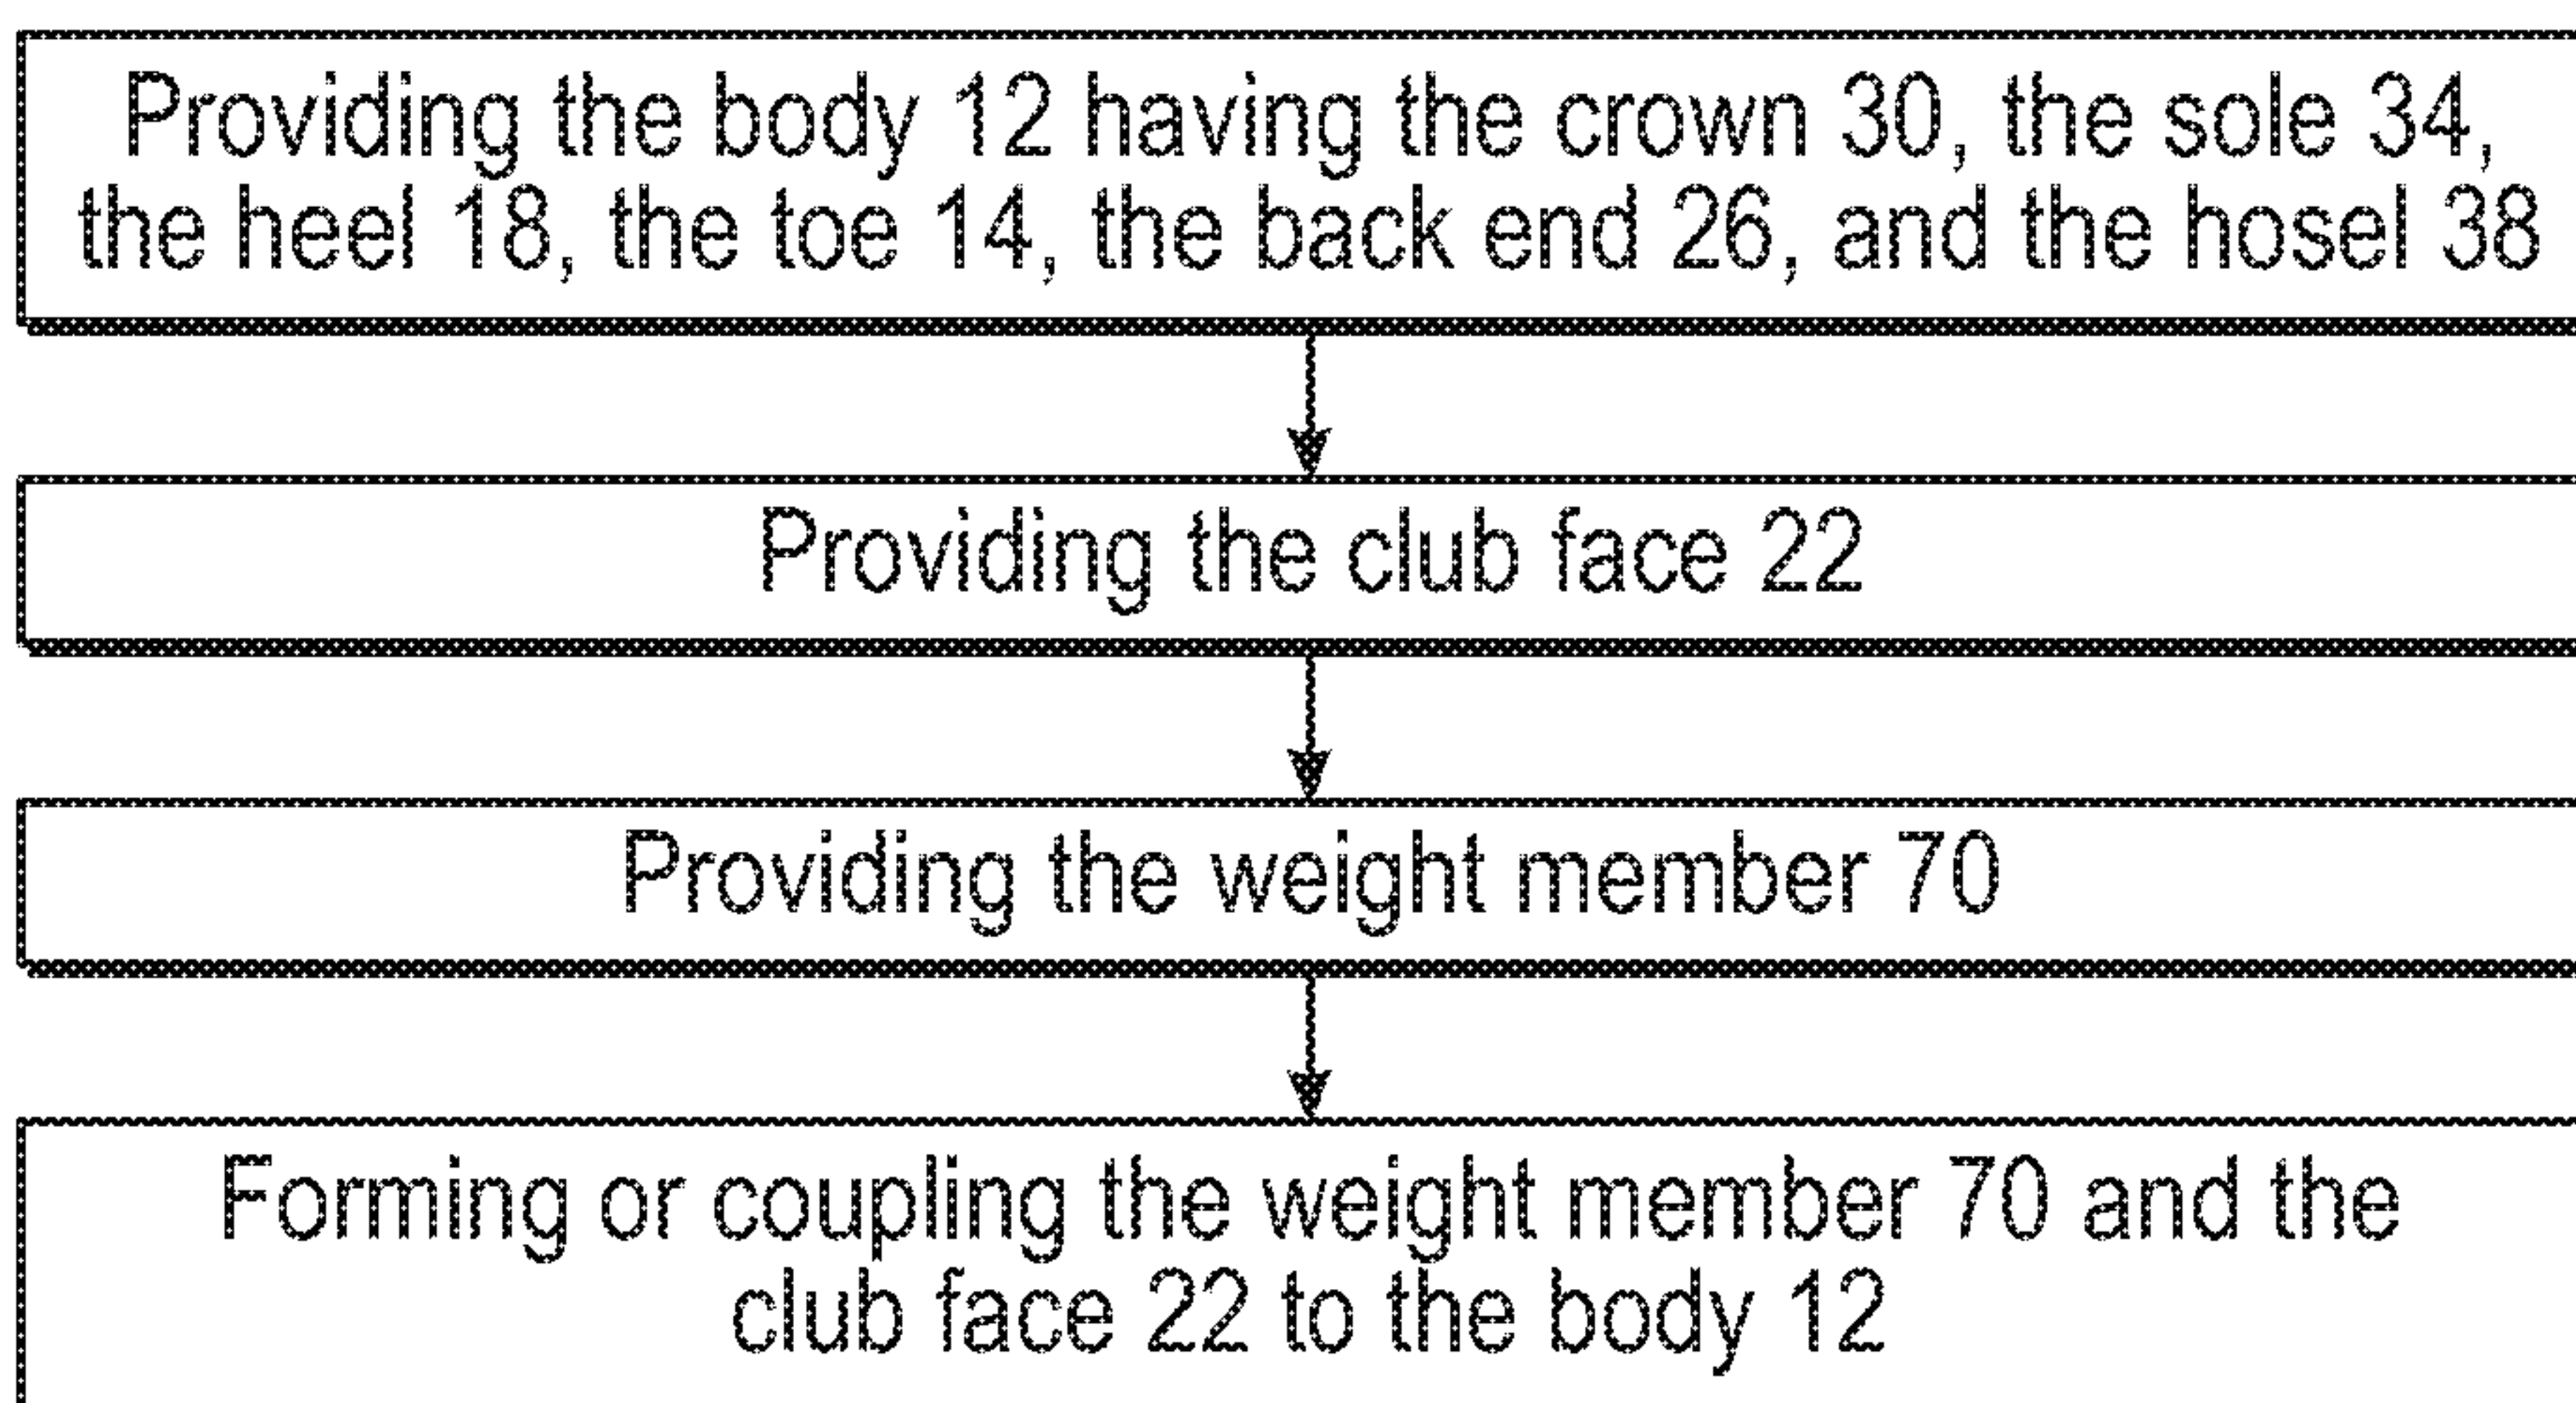 Providing the body 12 having the crown 30, the sole 34,
the heel 18, the toe 14, the back end 26, and the hosel 38
Providing the club face 22
Providing the weight member 70
Forming or coupling the weight member 70 and the
club face 22 to the body 12